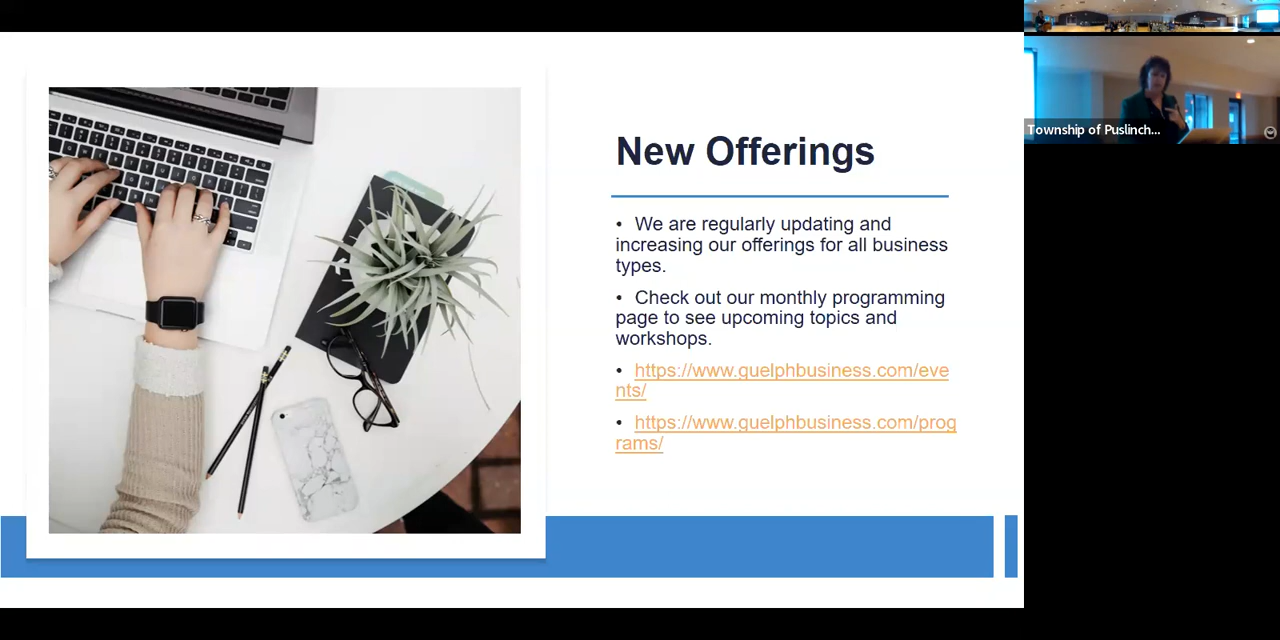 New Offerings
• We are regularly updating and
increasing our offerings for all business
types.
• Check out our monthly programming
page to see upcoming topics and
workshops.
• https://www.guelphbusiness.com/eve
nts/
• https://www.guelphbusiness.com/prog
rams/
Township of Puslinch...